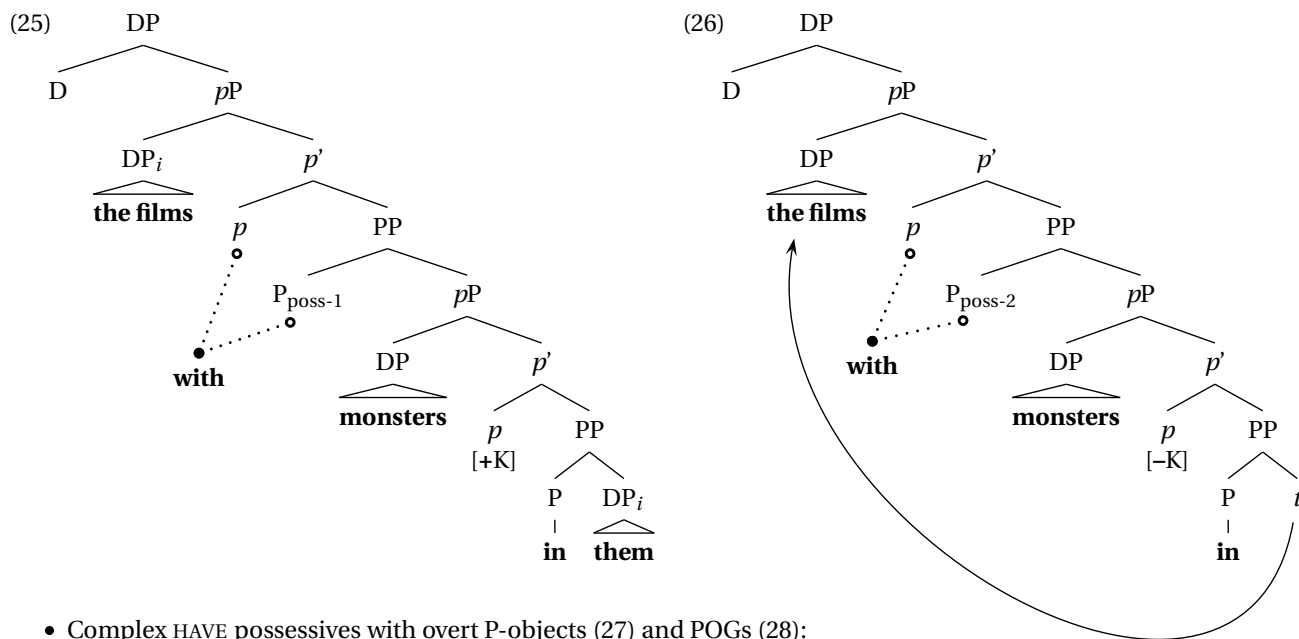 (25) DP (26) DP
D pP D pP
DPi p’ DP p’
the films the films
p PP p PP
Pposs-1 pP Pposs-2 pP
with DP p’ with DP p’
monsters p PP monsters p PP
[+K] [−K]
P DPi P t
in them in
• Complex HAVE possessives with overt P-objects (27) and POGs (28):